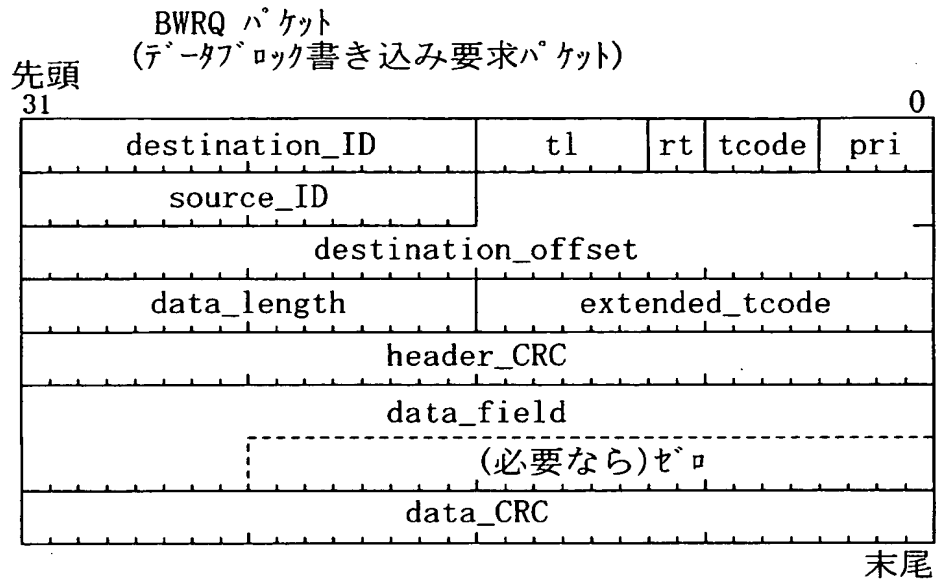 BWRQ パケット
(データブロック書き込み要求パケット)
先頭
31 0
destination_ID tl rt tcode pri
source_ID
destination_offset
data_length extended_tcode
header_CRC
data_field
(必要なら)ゼロ
data_CRC
末尾